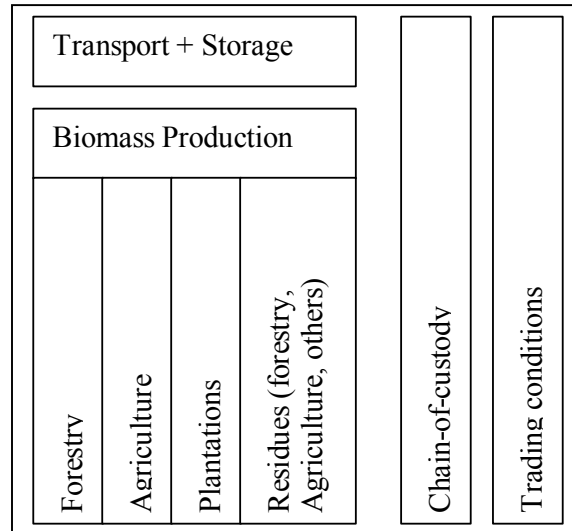 Transport + Storage
Biomass Production
Forestry
Agriculture
Plantations
Residues (forestry,
Agriculture, others)
Chain-of-custody
Trading conditions